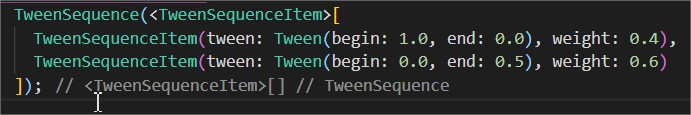 TweenSequence(<TweenSequenceItem>[
  TweenSequenceItem(tween: Tween(begin: 1.0, end: 0.0), weight: 0.4),
  TweenSequenceItem(tween: Tween(begin: 0.0, end: 0.5), weight: 0.6)
]); // <TweenSequenceItem>[] // TweenSequence